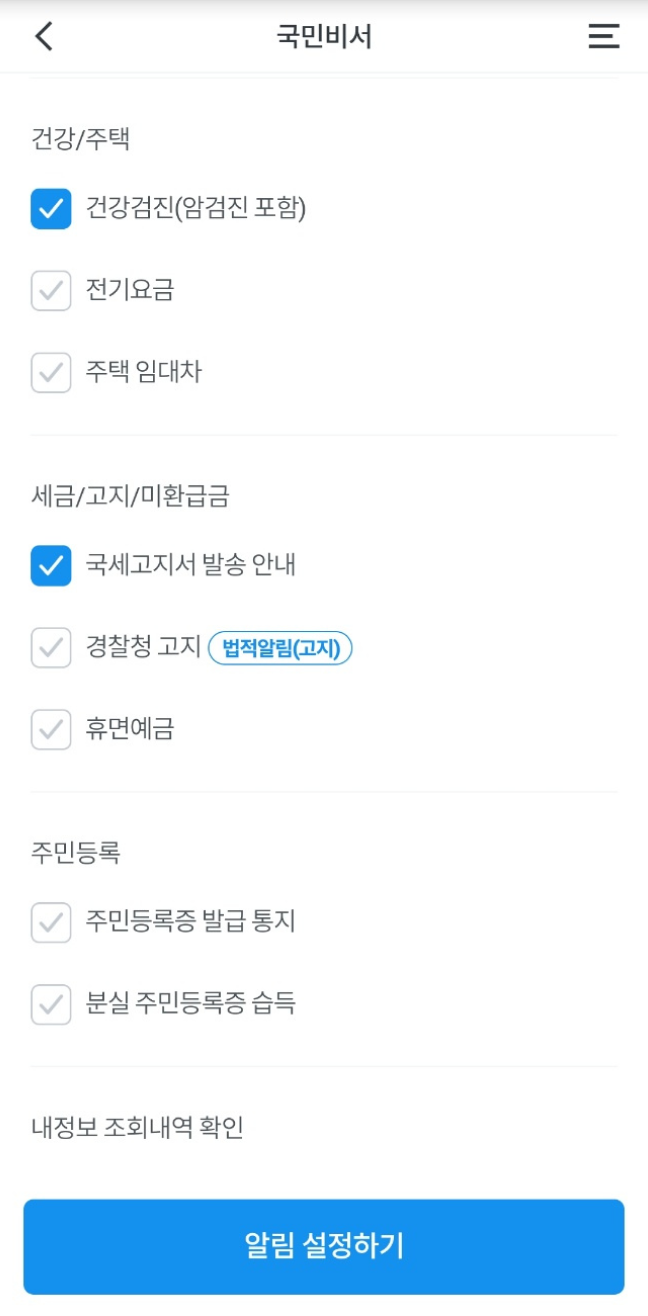 국민비서
건강/주택
건강검진(암검진 포함)
전기요금
주택 임대차
세금/고지/미환급금
국세고지서 발송 안내
경찰청 고지 법적알림(고지)
휴면예금
주민등록
주민등록증 발급 통지
분실 주민등록증 습득
내정보 조회내역 확인
알림 설정하기